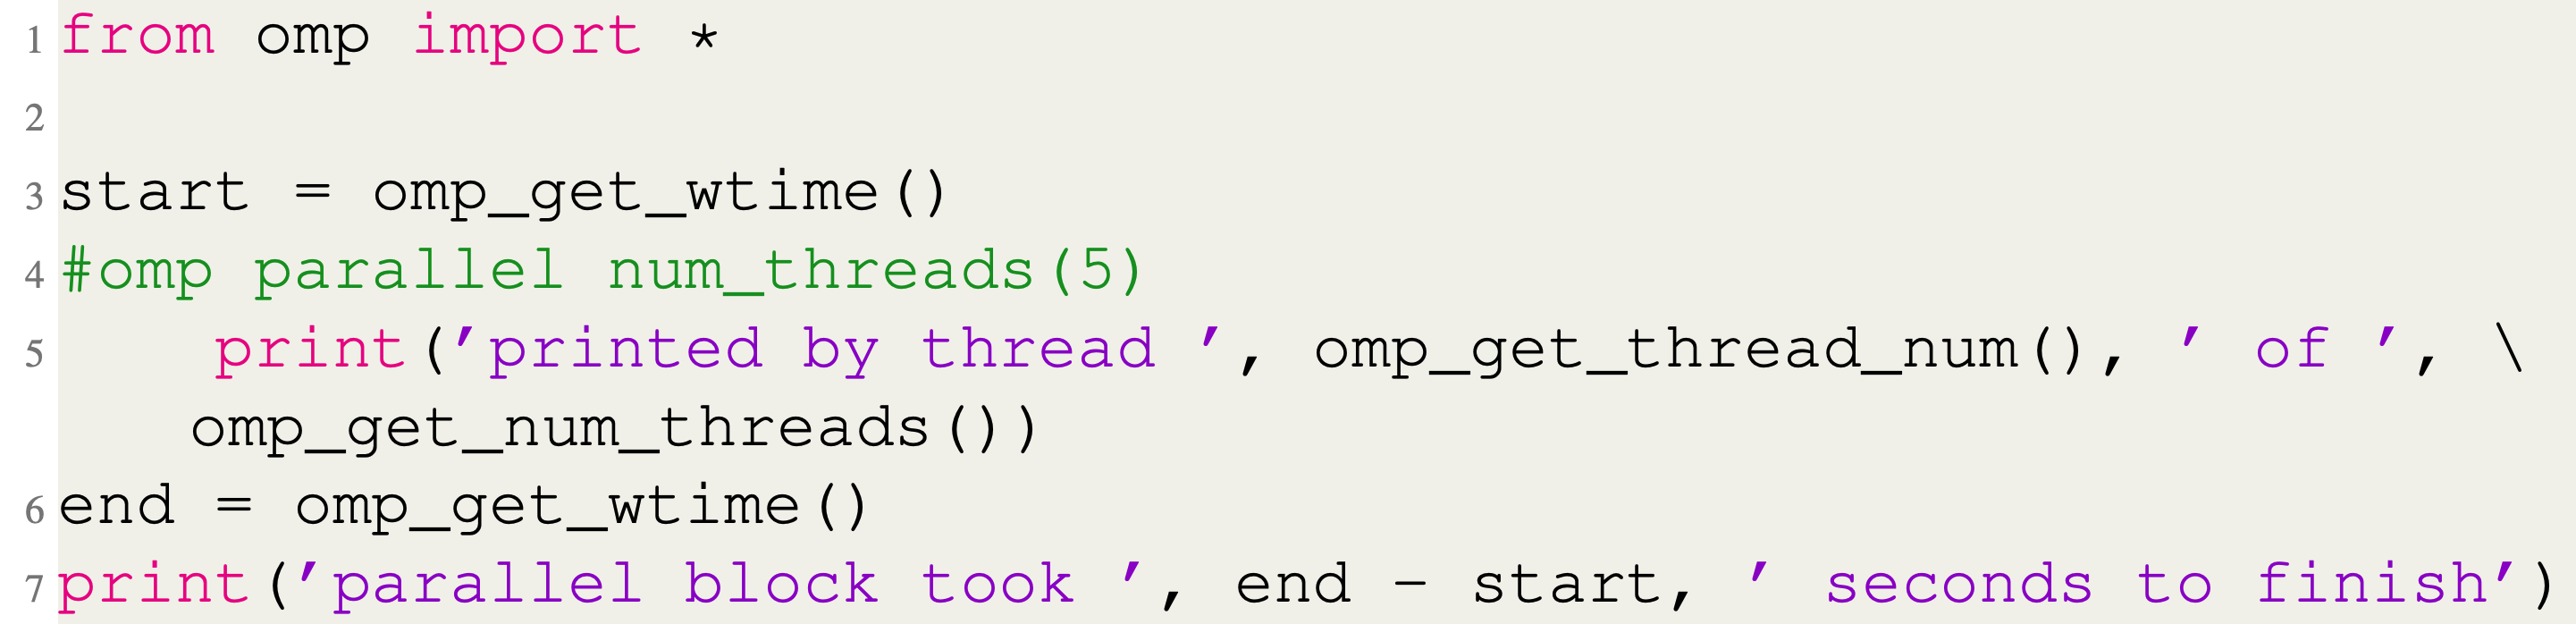 1 from omp import *
2
3 start = omp_get_wtime()
4 #omp parallel num_threads(5)
5     print('printed by thread ', omp_get_thread_num(), ' of ', \
    omp_get_num_threads())
6 end = omp_get_wtime()
7 print('parallel block took ', end - start, ' seconds to finish')